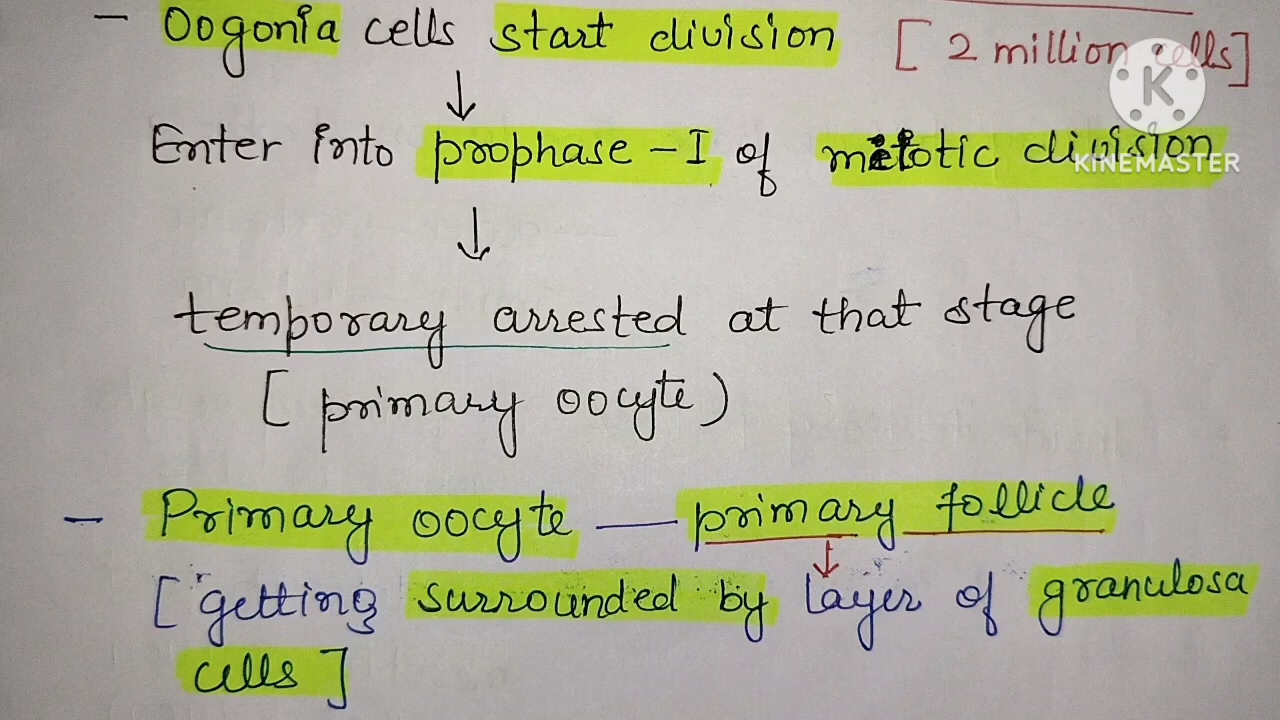 - Oogonia cells start division [2 million cells]
↓
Enter into prophase-I of meiotic division
↓
temporary arrested at that stage
[primary oocyte)
- Primary oocyte — primary follicle
↓
[getting surrounded by layer of granulosa
cells]
K
KINEMASTER